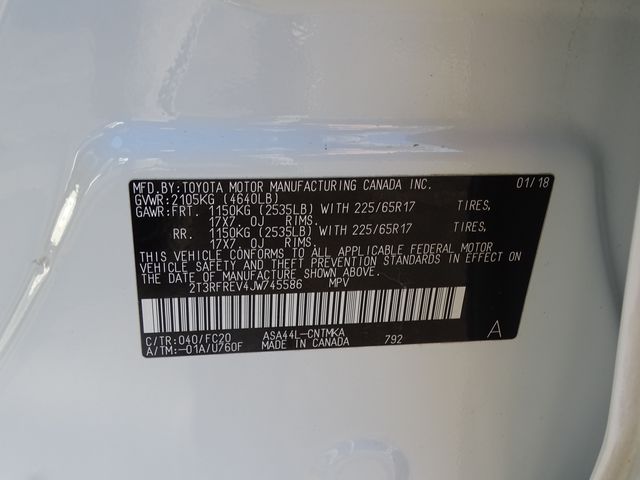 MFD.BY:TOYOTA MOTOR MANUFACTURING CANADA INC. 01/18
GVWR:2105KG (4640LB)
GAWR:FRT. 1150KG (2535LB) WITH 225/65R17 TIRES,
17X7.0J RIMS.
RR. 1150KG (2535LB) WITH 225/65R17 TIRES,
17X7.0J RIMS.
THIS VEHICLE CONFORMS TO ALL APPLICABLE FEDERAL MOTOR
VEHICLE SAFETY AND THEFT PREVENTION STANDARDS IN EFFECT ON
THE DATE OF MANUFACTURE SHOWN ABOVE.
2T3RFREV4JW745586 MPV
C/TR:040/FC20 ASA44L-CNTMKA
A/TM:-01A/U760F MADE IN CANADA 792 A